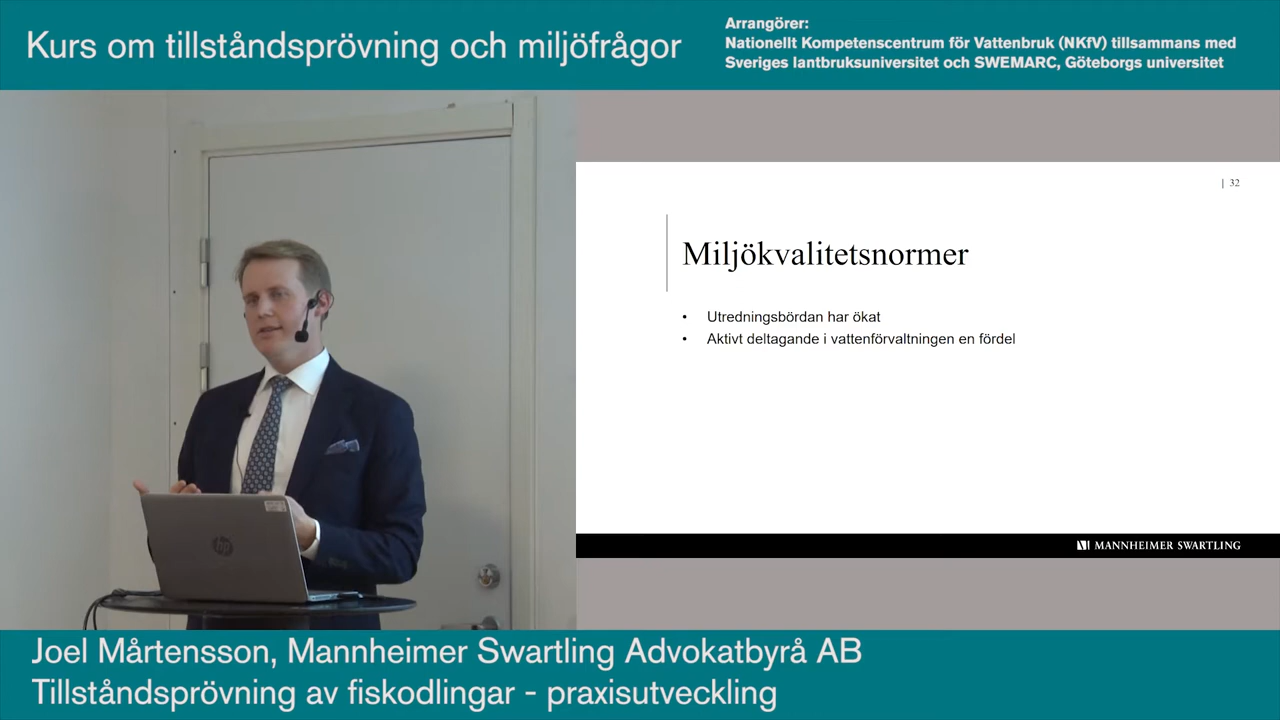 Kurs om tillståndsprövning och miljöfrågor
Arrangörer:
Nationellt Kompetenscentrum för Vattenbruk (NKfV) tillsammans med
Sveriges lantbruksuniversitet och SWEMARC, Göteborgs universitet
| 32
Miljökvalitetsnormer
• Utredningsbördan har ökat
• Aktivt deltagande i vattenförvaltningen en fördel
MANNHEIMER SWARTLING
hp
Joel Mårtensson, Mannheimer Swartling Advokatbyrå AB
Tillståndsprövning av fiskodlingar - praxisutveckling